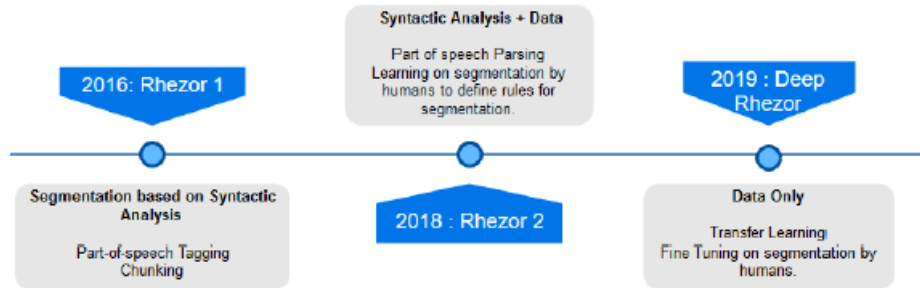 2016: Rhezor 1
Segmentation based on Syntactic
Analysis
Part-of-speech Tagging
Chunking
Syntactic Analysis + Data
Part of speech Parsing
Learning on segmentation by
humans to define rules for
segmentation.
2018 : Rhezor 2
2019 : Deep
Rhezor
Data Only
Transfer Learning
Fine Tuning on segmentation by
humans.